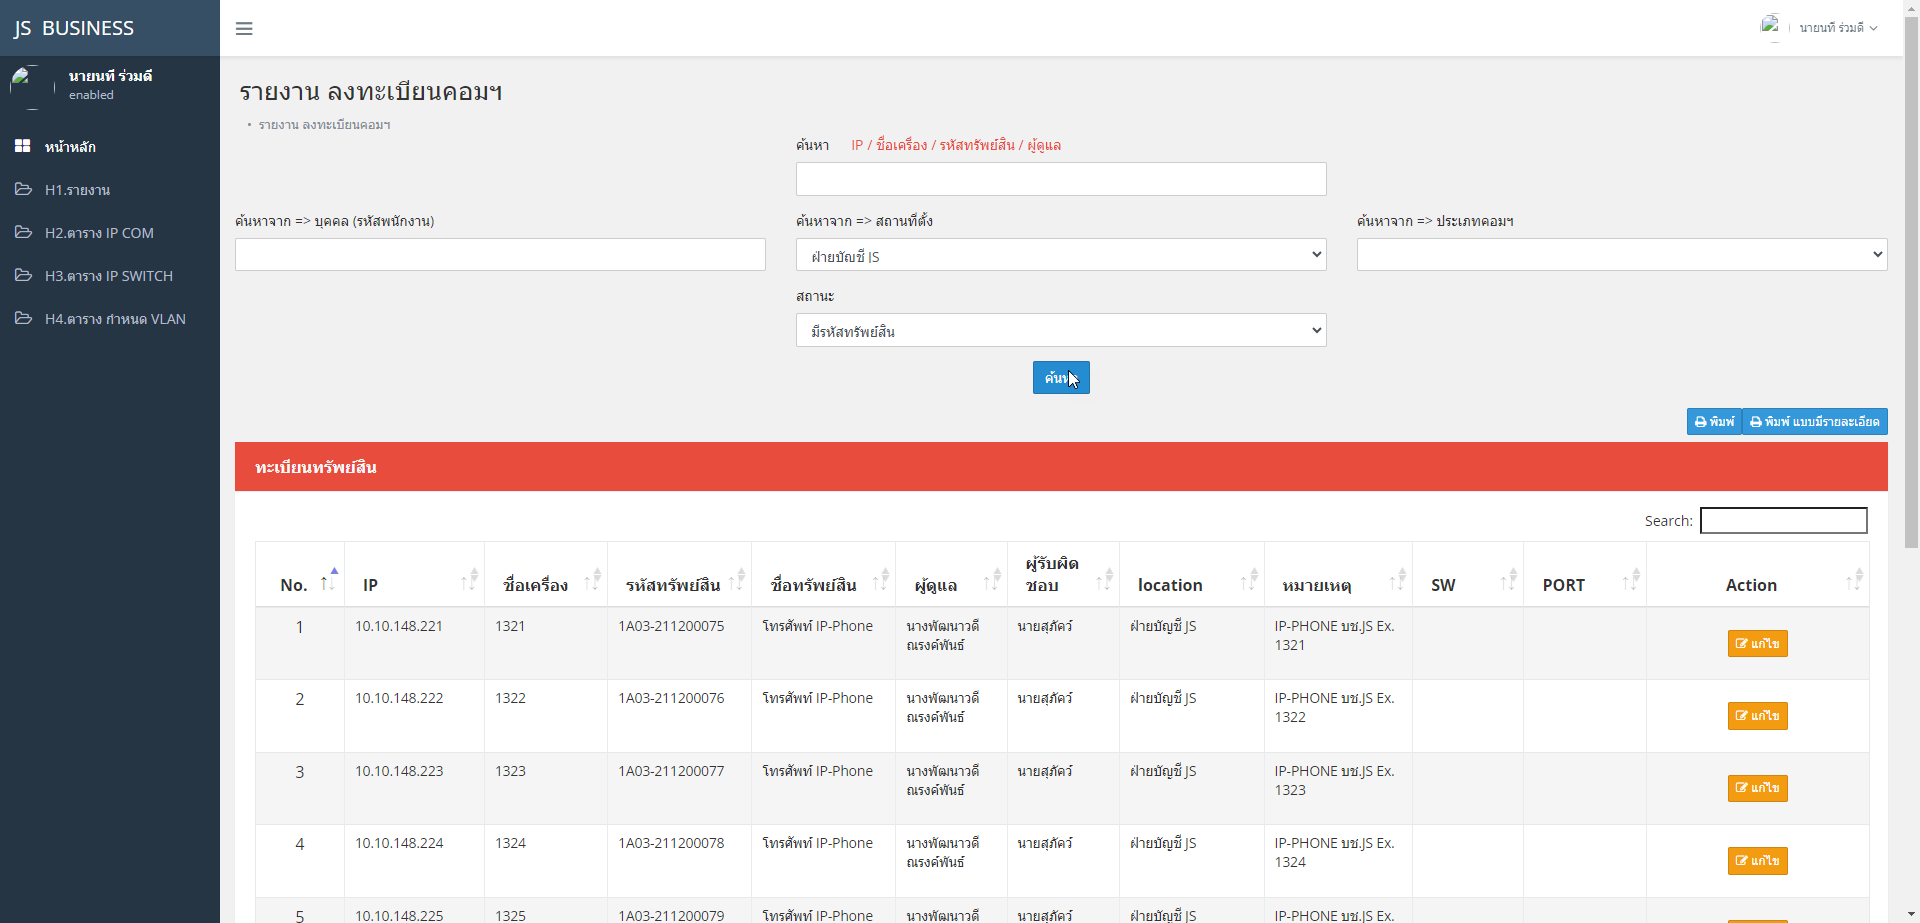 JS BUSINESS
นายนที ร่วมดี
นายนที ร่วมดี
enabled
หน้าหลัก
H1.รายงาน
H2.ตาราง IP COM
H3.ตาราง IP SWITCH
H4.ตาราง กำหนด VLAN
รายงาน ลงทะเบียนคอมฯ
• รายงาน ลงทะเบียนคอมฯ
ค้นหา IP / ชื่อเครื่อง / รหัสทรัพย์สิน / ผู้ดูแล
ค้นหาจาก => บุคคล (รหัสพนักงาน)
ค้นหาจาก => สถานที่ตั้ง
ค้นหาจาก => ประเภทคอมฯ
ฝ่ายบัญชี JS
สถานะ
มีรหัสทรัพย์สิน
พิมพ์
พิมพ์ แบบมีรายละเอียด
ทะเบียนทรัพย์สิน
Search:
No. IP ชื่อเครื่อง รหัสทรัพย์สิน ชื่อทรัพย์สิน ผู้ดูแล ผู้รับผิด location หมายเหตุ SW PORT Action
ชอบ
1 10.10.148.221 1321 1A03-211200075 โทรศัพท์ IP-Phone นางพัฒนาวดี นายสุภัคว์ ฝ่ายบัญชี JS IP-PHONE บช.JS Ex. แก้ไข
ณรงค์พันธ์ 1321
2 10.10.148.222 1322 1A03-211200076 โทรศัพท์ IP-Phone นางพัฒนาวดี นายสุภัคว์ ฝ่ายบัญชี JS IP-PHONE บช.JS Ex. แก้ไข
ณรงค์พันธ์ 1322
3 10.10.148.223 1323 1A03-211200077 โทรศัพท์ IP-Phone นางพัฒนาวดี นายสุภัคว์ ฝ่ายบัญชี JS IP-PHONE บช.JS Ex. แก้ไข
ณรงค์พันธ์ 1323
4 10.10.148.224 1324 1A03-211200078 โทรศัพท์ IP-Phone นางพัฒนาวดี นายสุภัคว์ ฝ่ายบัญชี JS IP-PHONE บช.JS Ex. แก้ไข
ณรงค์พันธ์ 1324
5 10.10.148.225 1325 1A03-211200079 โทรศัพท์ IP-Phone นางพัฒนาวดี นายสุภัคว์ ฝ่ายบัญชี JS IP-PHONE บช.JS Ex.